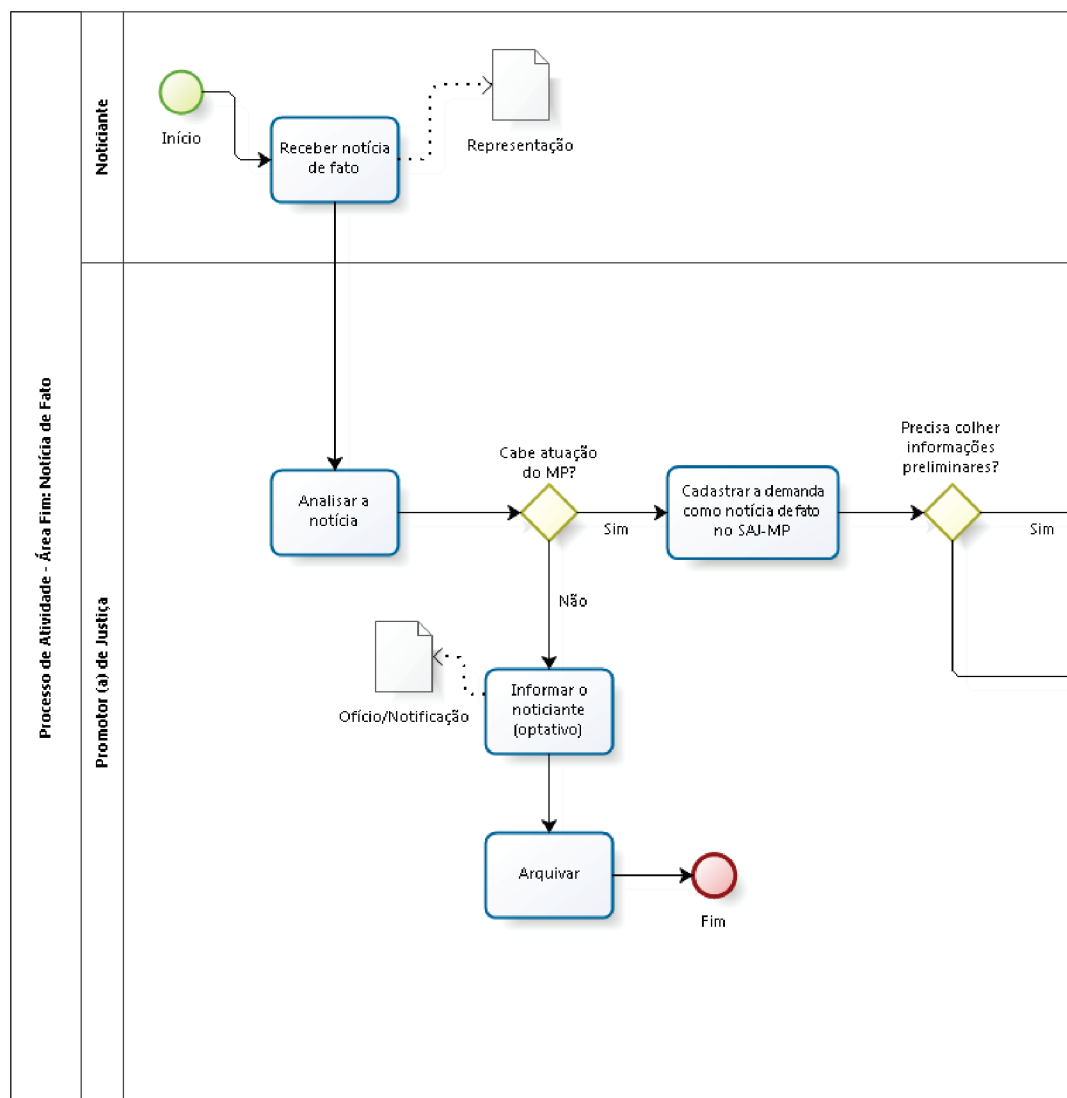 Processo de Atividade - Área Fim: Notícia de Fato
Noticiante
Início
Receber notícia
de fato
Representação
Promotor (a) de Justiça
Analisar a
notícia
Cabe atuação
do MP?
Sim
Não
Cadastrar a demanda
como notícia de fato
no SAJ-MP
Precisa colher
informações
preliminares?
Sim
Ofício/Notificação
Informar o
noticiante
(optativo)
Arquivar
Fim